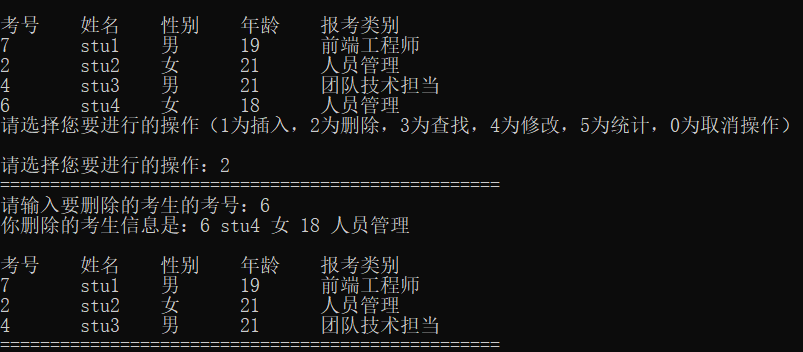 考号 姓名 性别 年龄 报考类别
7 stu1 男 19 前端工程师
2 stu2 女 21 人员管理
4 stu3 男 21 团队技术担当
6 stu4 女 18 人员管理
请选择您要进行的操作（1为插入，2为删除，3为查找，4为修改，5为统计，0为取消操作）
请选择您要进行的操作：2
==================================================
请输入要删除的考生的考号：6
你删除的考生信息是：6 stu4 女 18 人员管理
考号 姓名 性别 年龄 报考类别
7 stu1 男 19 前端工程师
2 stu2 女 21 人员管理
4 stu3 男 21 团队技术担当
==================================================